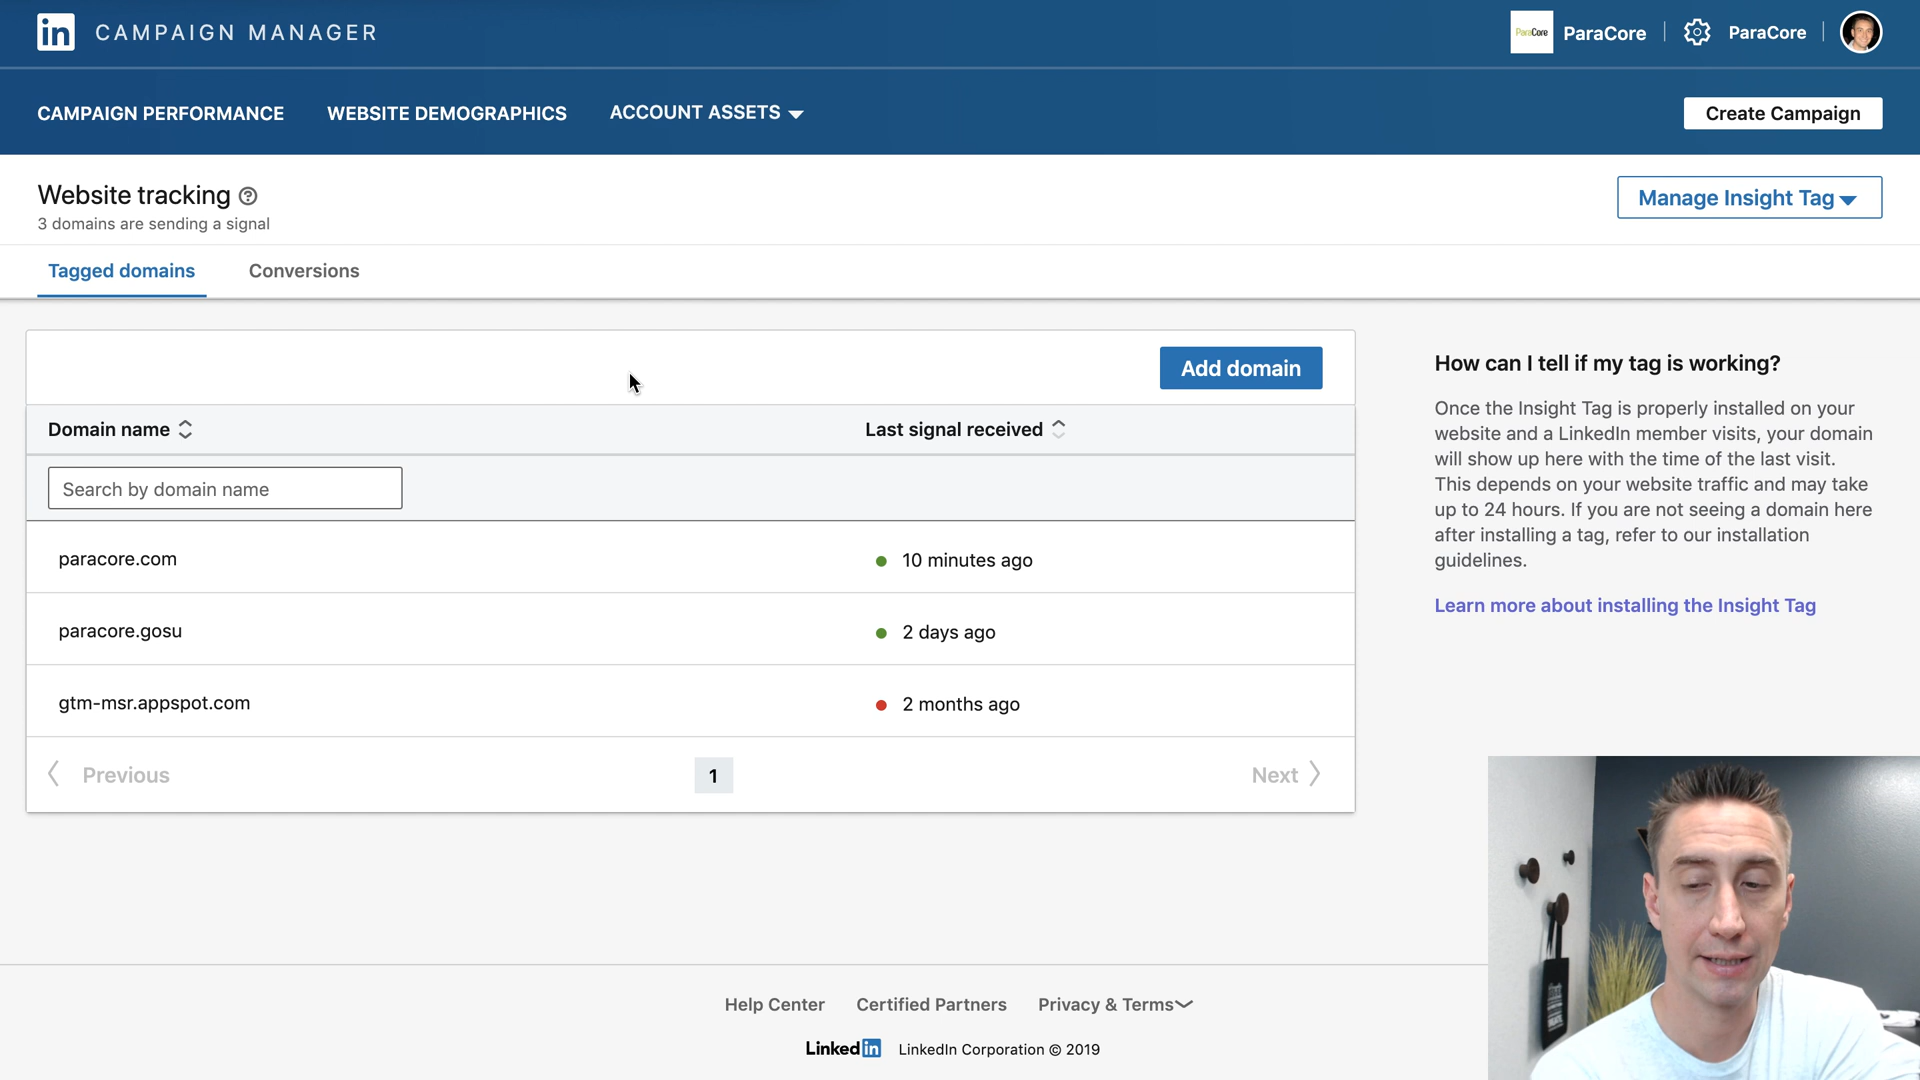 in CAMPAIGN MANAGER
ParaCore ParaCore ParaCore
CAMPAIGN PERFORMANCE WEBSITE DEMOGRAPHICS ACCOUNT ASSETS Create Campaign
Website tracking ?
3 domains are sending a signal
Manage Insight Tag
Tagged domains Conversions
Add domain
Domain name Last signal received
Search by domain name
paracore.com 10 minutes ago
paracore.gosu 2 days ago
gtm-msr.appspot.com 2 months ago
Previous 1 Next
How can I tell if my tag is working?
Once the Insight Tag is properly installed on your
website and a LinkedIn member visits, your domain
will show up here with the time of the last visit.
This depends on your website traffic and may take
up to 24 hours. If you are not seeing a domain here
after installing a tag, refer to our installation
guidelines.
Learn more about installing the Insight Tag
Help Center Certified Partners Privacy & Terms
Linked in LinkedIn Corporation © 2019